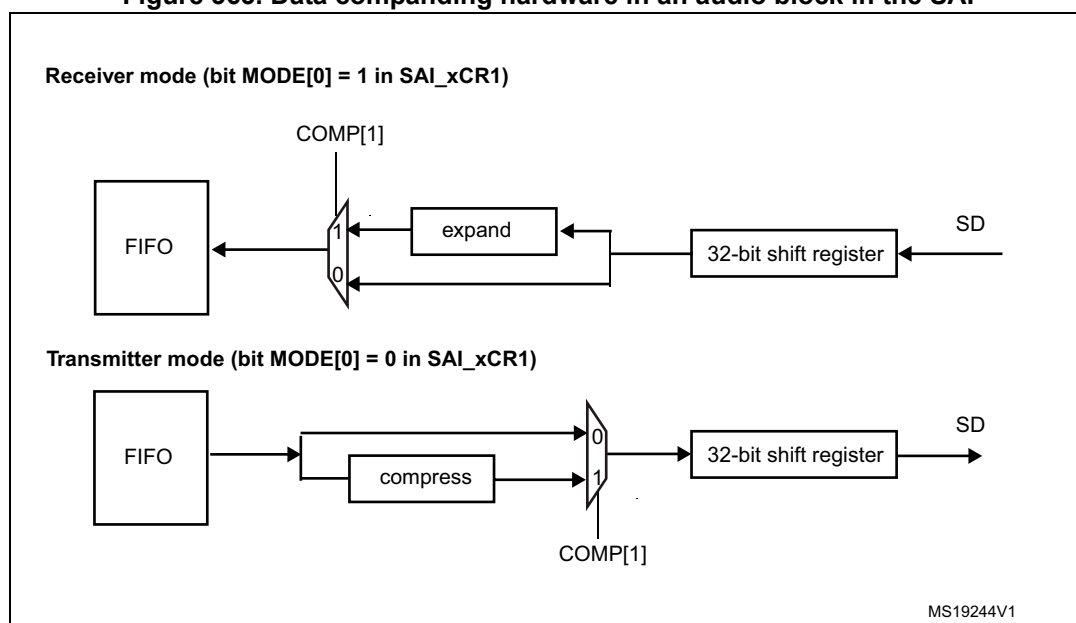 Receiver mode (bit MODE[0] = 1 in SAI_xCR1)
COMP[1]
FIFO
1
0
expand
32-bit shift register
SD
Transmitter mode (bit MODE[0] = 0 in SAI_xCR1)
FIFO
compress
0
1
COMP[1]
32-bit shift register
SD
MS19244V1